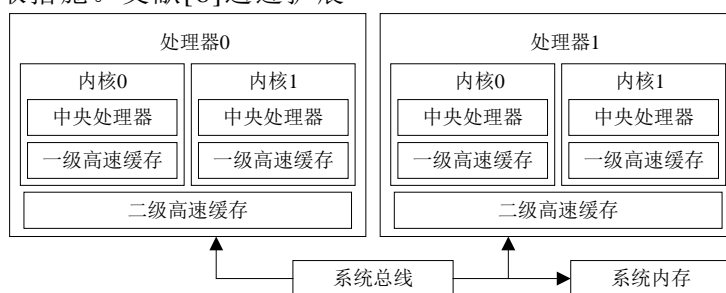 处理器0 处理器1
内核0 内核1 内核0 内核1
中央处理器 中央处理器 中央处理器 中央处理器
一级高速缓存 一级高速缓存 一级高速缓存 一级高速缓存
二级高速缓存 二级高速缓存
系统总线 系统内存